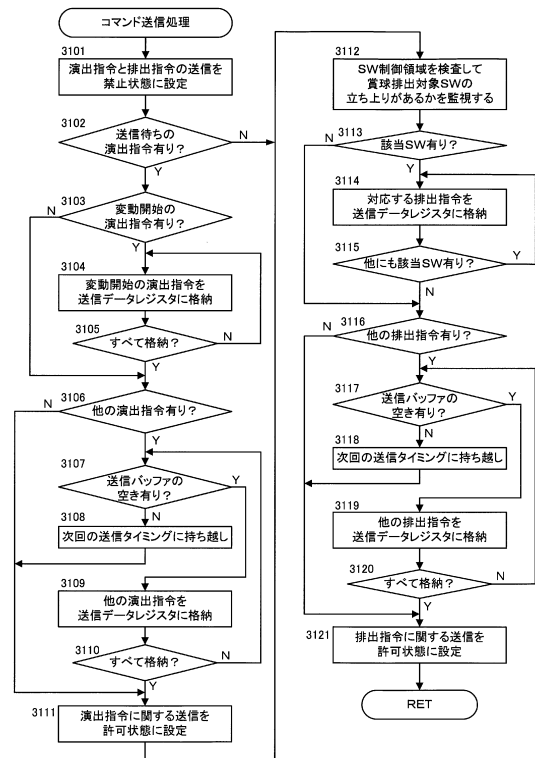 コマンド送信処理
3101
演出指令と排出指令の送信を
禁止状態に設定
3102
送信待ちの
演出指令有り？
N
Y
3103
変動開始の
演出指令有り？
N
Y
3104
変動開始の演出指令を
送信データレジスタに格納
3105
すべて格納？
N
Y
3106
他の演出指令有り？
N
Y
3107
送信バッファの
空き有り？
Y
N
3108
次回の送信タイミングに持ち越し
3109
他の演出指令を
送信データレジスタに格納
3110
すべて格納？
N
Y
3111
演出指令に関する送信を
許可状態に設定
3112
SW制御領域を検査して
賞球排出対象SWの
立ち上りがあるかを監視する
3113
該当SW有り？
N
Y
3114
対応する排出指令を
送信データレジスタに格納
3115
他にも該当SW有り？
Y
N
3116
他の排出指令有り？
N
Y
3117
送信バッファの
空き有り？
Y
N
3118
次回の送信タイミングに持ち越し
3119
他の排出指令を
送信データレジスタに格納
3120
すべて格納？
N
Y
3121
排出指令に関する送信を
許可状態に設定
RET